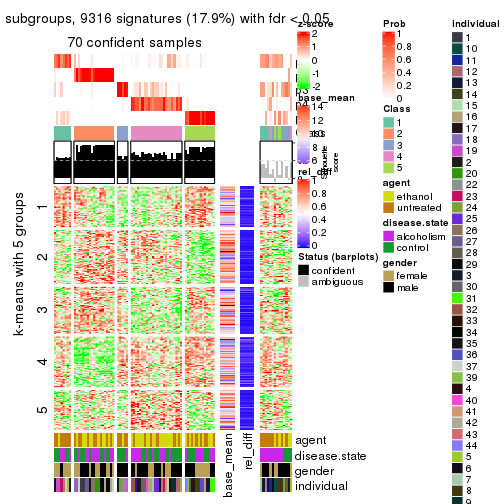 subgroups, 9316 signatures (17.9%) with fdr < 0.05
70 confident samples
z-score
2
1
0
-1
-2
base_mean
14
12
10
8
6
rel_diff
1
0.8
0.6
0.4
0.2
0
Status (barplots)
confident
ambiguous
Silhouette
score
Prob
1
0.8
0.6
0.4
0.2
0
Class
1
2
3
4
5
agent
ethanol
untreated
disease.state
alcoholism
control
gender
female
male
individual
1
10
11
12
13
14
15
16
17
18
19
2
20
22
23
24
25
26
27
28
29
3
30
31
32
33
34
35
36
37
39
4
40
41
42
43
44
5
6
7
8
9
k-means with 5 groups
1
2
3
4
5
base_mean
rel_diff
agent
disease.state
gender
individual